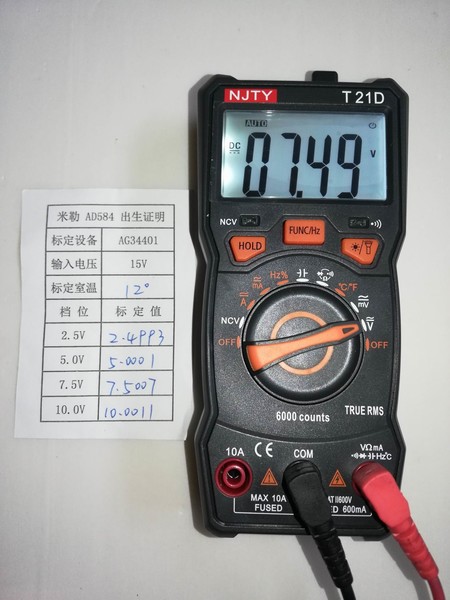 米勒 AD584 出生证明
标定设备 AG34401
输入电压 15V
标定室温 12°
档 位 标 定 值
2.5V 2.4993
5.0V 5.0001
7.5V 7.5007
10.0V 10.0011
NJTY T 21D
AUTO
DC 07.49 V
NCV
HOLD FUNC/Hz
Hz% °C°F
mA
A mV
NCV V
OFF OFF
6000 counts TRUE RMS
10A CE COM VΩmA
Hz°C
MAX 10A
FUSED
600V
600mA